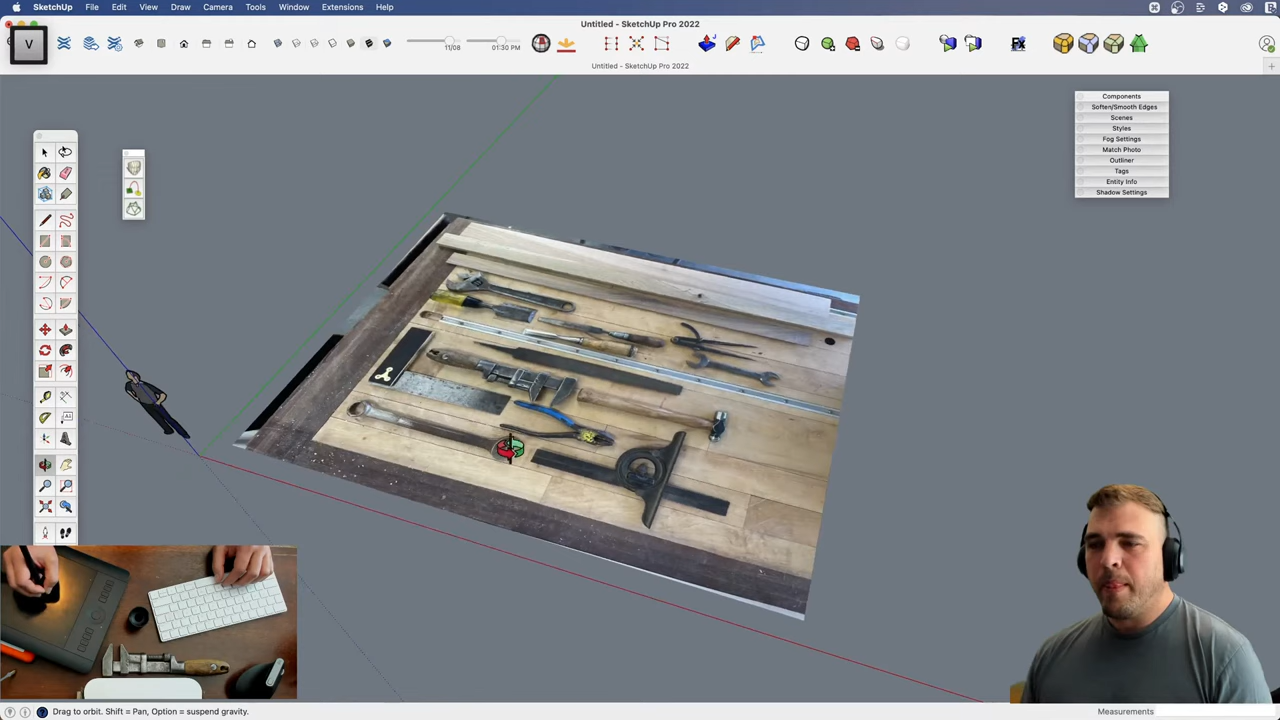 SketchUp File Edit View Draw Camera Tools Window Extensions Help
Untitled - SketchUp Pro 2022
V
11/08
01:30 PM
Untitled - SketchUp Pro 2022
Components
Soften/Smooth Edges
Scenes
Styles
Fog Settings
Match Photo
Outliner
Tags
Entity Info
Shadow Settings
Drag to orbit. Shift = Pan, Option = suspend gravity.
Measurements